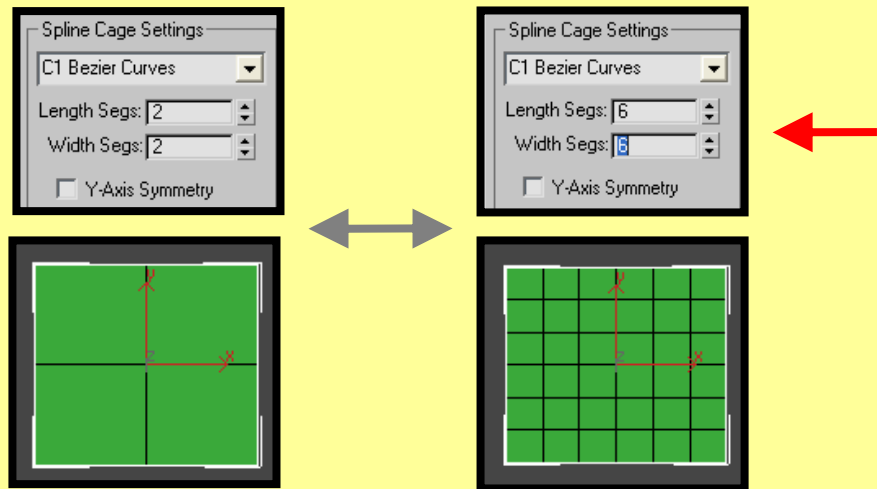 Spline Cage Settings
C1 Bezier Curves
Length Segs: 2
Width Segs: 2
Y-Axis Symmetry
y
x
z
Spline Cage Settings
C1 Bezier Curves
Length Segs: 6
Width Segs: 6
Y-Axis Symmetry
y
x
z